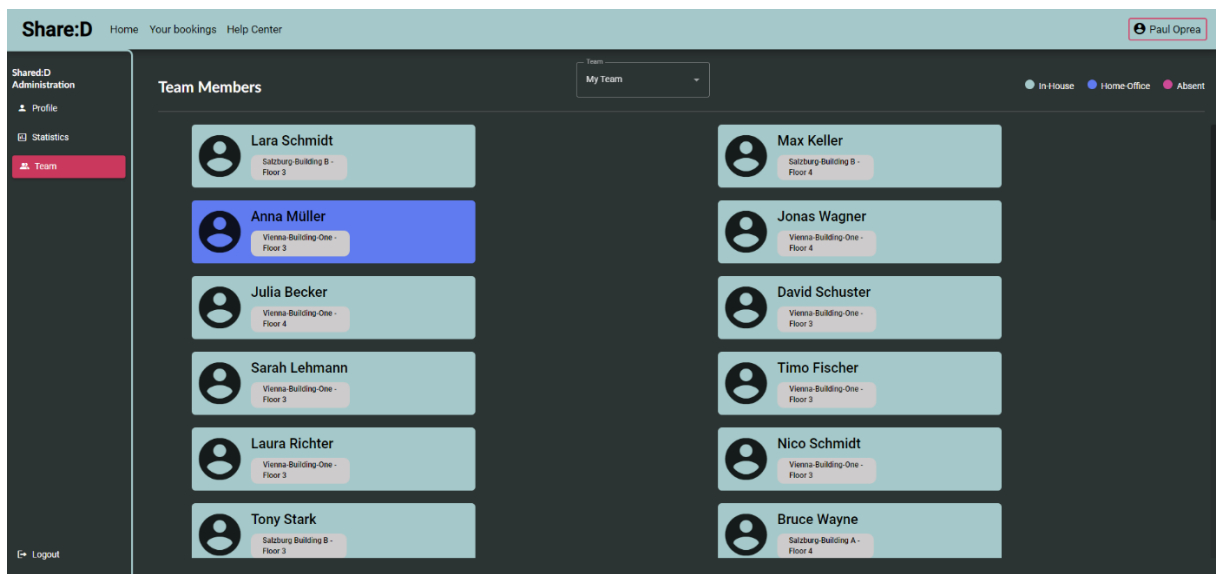 Share:D Home Your bookings Help Center Paul Oprea
Shared:D
Administration
Profile
Statistics
Team
Logout
Team Members
Team
My Team
In-House Home-Office Absent
Lara Schmidt
Salzburg-Building B -
Floor 3
Max Keller
Salzburg-Building B -
Floor 4
Anna Müller
Vienna-Building-One -
Floor 3
Jonas Wagner
Vienna-Building-One -
Floor 4
Julia Becker
Vienna-Building-One -
Floor 4
David Schuster
Vienna-Building-One -
Floor 3
Sarah Lehmann
Vienna-Building-One -
Floor 3
Timo Fischer
Vienna-Building-One -
Floor 3
Laura Richter
Vienna-Building-One -
Floor 3
Nico Schmidt
Vienna-Building-One -
Floor 3
Tony Stark
Salzburg Building B -
Floor 3
Bruce Wayne
Salzburg-Building A -
Floor 4